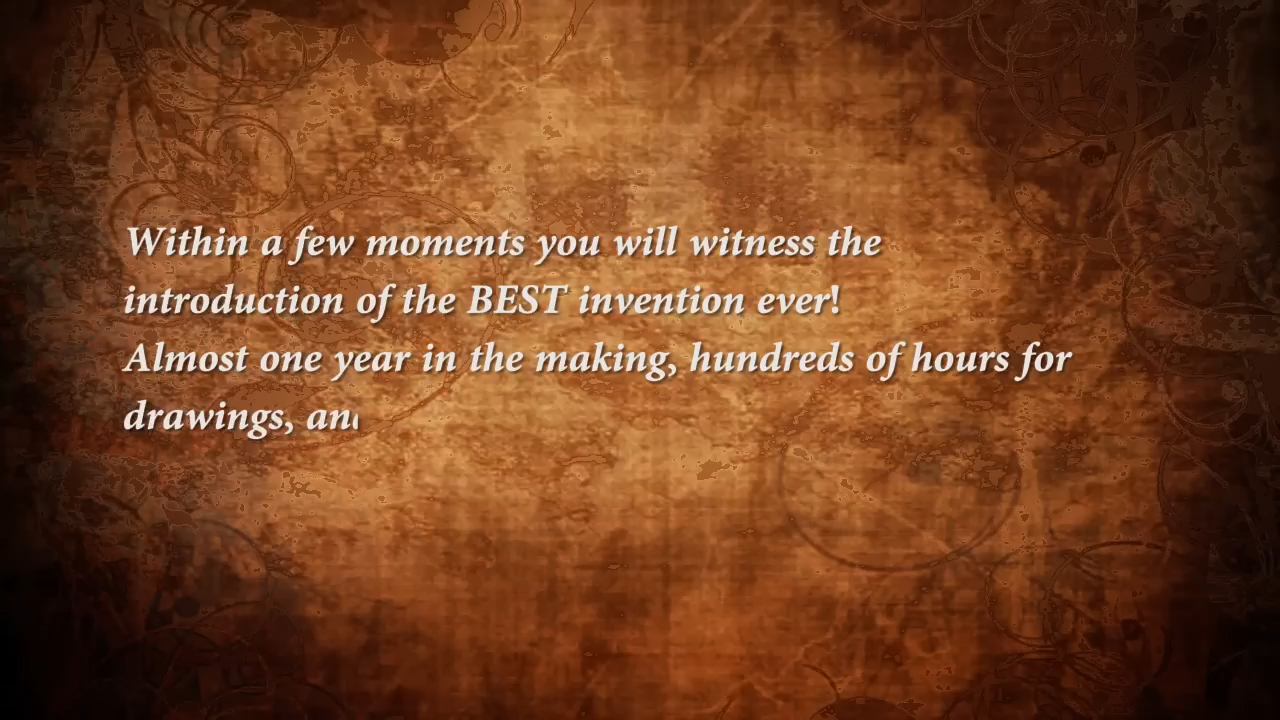 Within a few moments you will witness the
introduction of the BEST invention ever!
Almost one year in the making, hundreds of hours for
drawings,